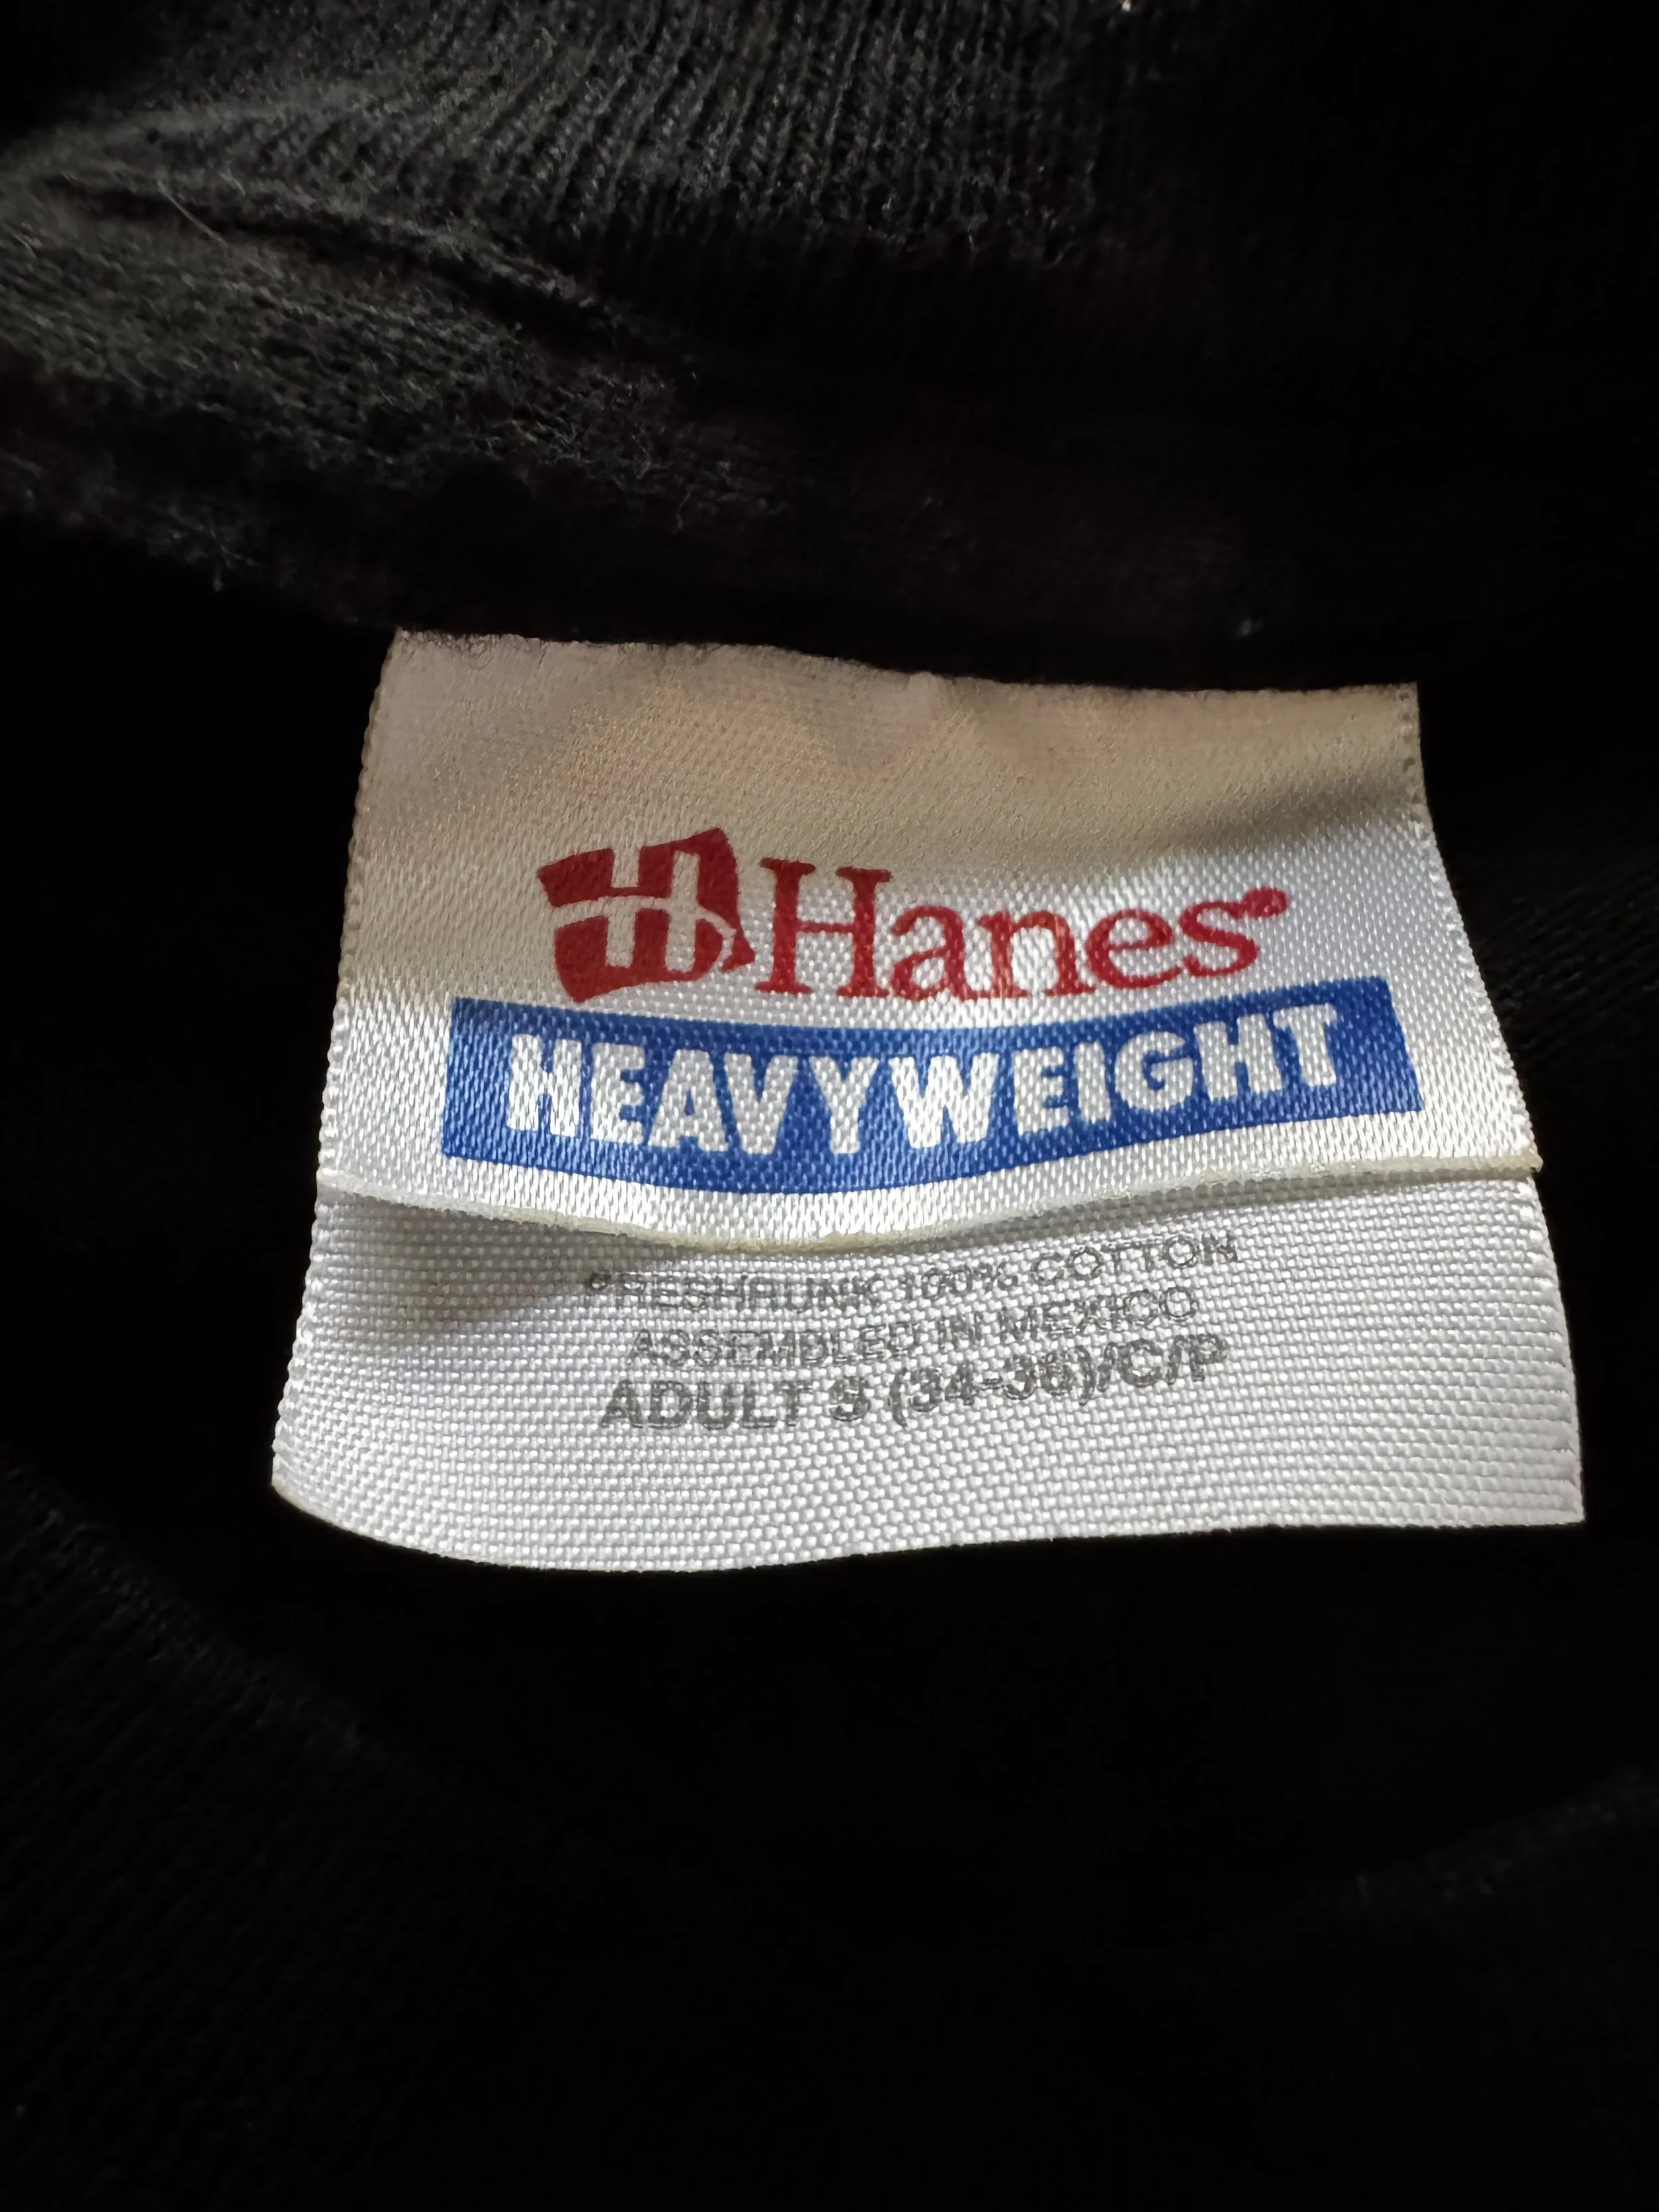 H Hanes®
HEAVYWEIGHT
PRESHRUNK 100% COTTON
ASSEMBLED IN MEXICO
ADULT S (34-36)/C/P